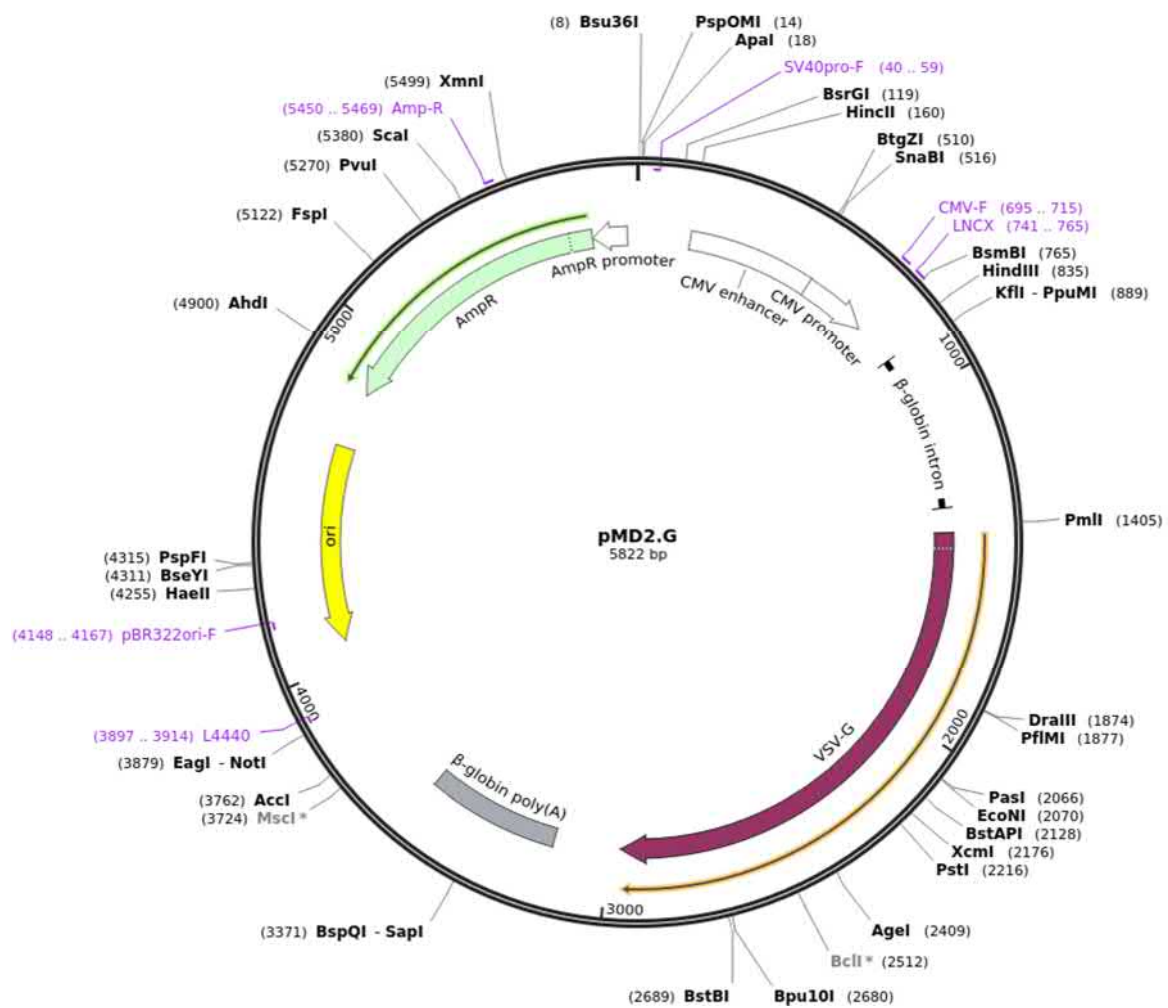 (8) Bsu36I
PspOMI (14)
ApaI (18)
SV40pro-F (40 .. 59)
BsrGI (119)
HincII (160)
BtgZI (510)
SnaBI (516)
CMV-F (695 .. 715)
LNCX (741 .. 765)
BsmBI (765)
HindIII (835)
KflI - PpuMI (889)
1000
PmlI (1405)
DraIII (1874)
PflMI (1877)
2000
PasI (2066)
EcoNI (2070)
BstAPI (2128)
XcmI (2176)
PstI (2216)
AgeI (2409)
BclI* (2512)
Bpu10I (2680)
(2689) BstBI
3000
(3371) BspQI - SapI
(3724) MscI*
(3762) AccI
(3879) EagI - NotI
(3897 .. 3914) L4440
4000
(4148 .. 4167) pBR322ori-F
(4255) HaeII
(4311) BseYI
(4315) PspFI
(4900) AhdI
5000
(5122) FspI
(5270) PvuI
(5380) ScaI
(5450 .. 5469) Amp-R
(5499) XmnI
AmpR promoter
AmpR
CMV enhancer
CMV promoter
β-globin intron
ori
pMD2.G
5822 bp
VSV-G
β-globin poly(A)